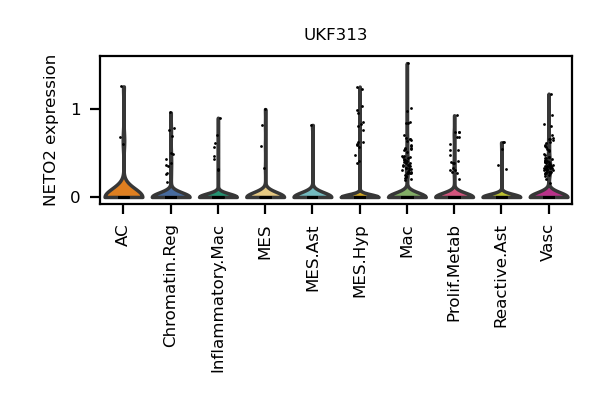 UKF313
NETO2 expression
1
0
AC
Chromatin.Reg
Inflammatory.Mac
MES
MES.Ast
MES.Hyp
Mac
Prolif.Metab
Reactive.Ast
Vasc